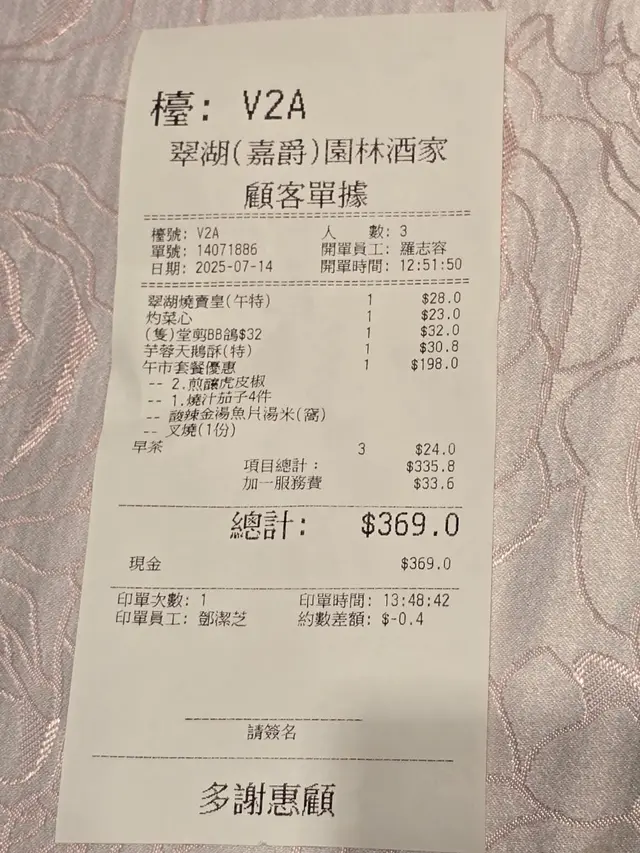 檯: V2A
翠湖(嘉爵)園林酒家
顧客單據
檯號: V2A 人 數: 3
單號: 14071886 開單員工: 羅志容
日期: 2025-07-14 開單時間: 12:51:50
翠湖燒賣皇(午特) 1 $28.0
灼菜心 1 $23.0
(隻)堂剪BB鴿$32 1 $32.0
芋蓉天鵝酥(特) 1 $30.8
午市套餐優惠 1 $198.0
-- 2.煎釀虎皮椒
-- 1.燒汁茄子4件
-- 酸辣金湯魚片湯米(窩)
-- 叉燒(1份)
早茶 3 $24.0
項目總計: $335.8
加一服務費 $33.6
總計: $369.0
現金 $369.0
印單次數: 1 印單時間: 13:48:42
印單員工: 鄧潔芝 約數差額: $-0.4
請簽名
多謝惠顧